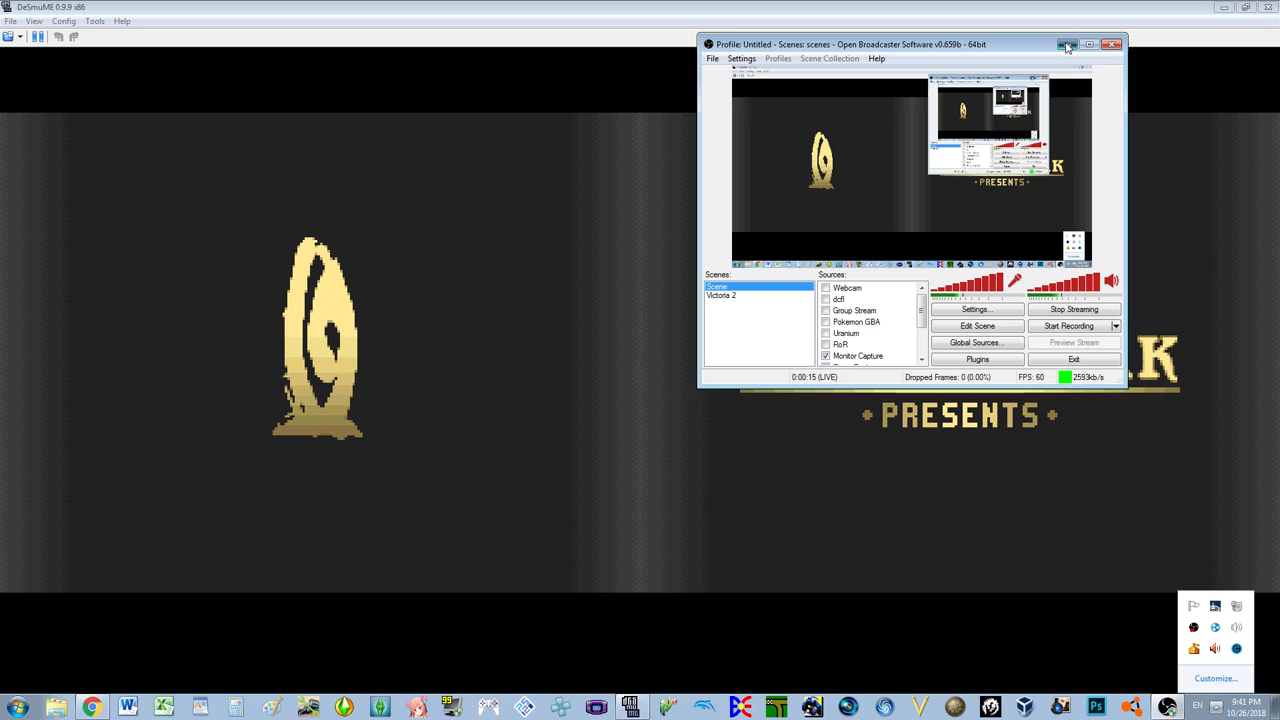 DeSmuME 0.9.9 x86
File View Config Tools Help
Profile: Untitled - Scenes: scenes - Open Broadcaster Software v0.659b - 64bit
File Settings Profiles Scene Collection Help
PRESENTS
Scenes:
Scene
Victoria 2
Sources:
Webcam
dcfl
Group Stream
Pokemon GBA
Uranium
RoR
Monitor Capture
Settings...
Stop Streaming
Edit Scene
Start Recording
Global Sources...
Preview Stream
Plugins
Exit
0:00:15 (LIVE)
Dropped Frames: 0 (0.00%)
FPS: 60
2593kb/s
K
PRESENTS
Customize...
99
Ps
EN
9:41 PM
10/26/2018